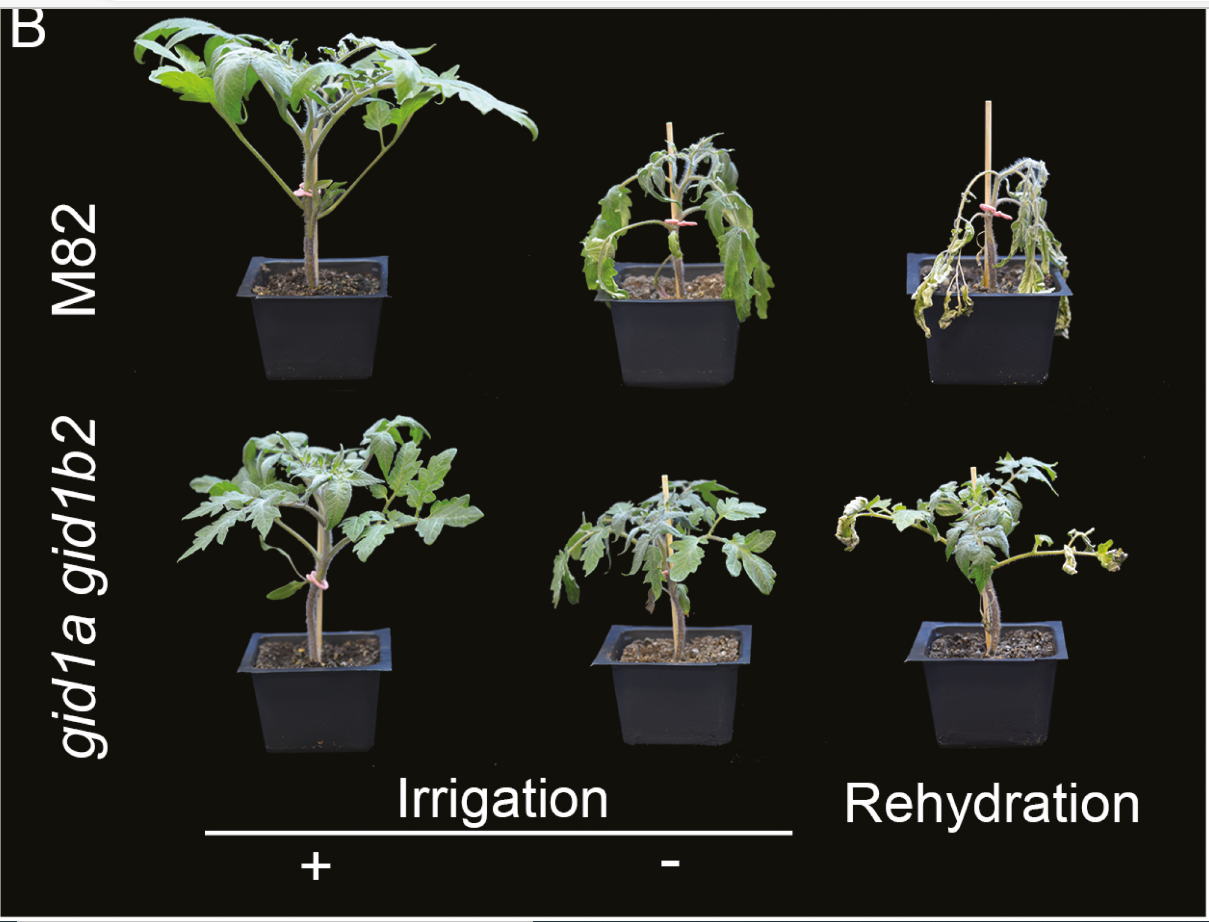 B
M82
gid1a gid1b2
Irrigation
Rehydration
+
-